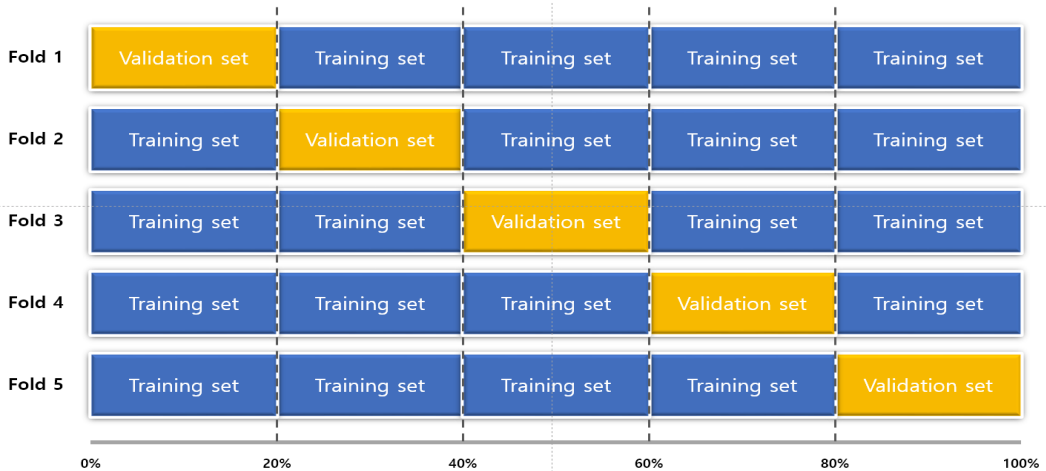 Fold 1 Validation set Training set Training set Training set Training set
Fold 2 Training set Validation set Training set Training set Training set
Fold 3 Training set Training set Validation set Training set Training set
Fold 4 Training set Training set Training set Validation set Training set
Fold 5 Training set Training set Training set Training set Validation set
0% 20% 40% 60% 80% 100%